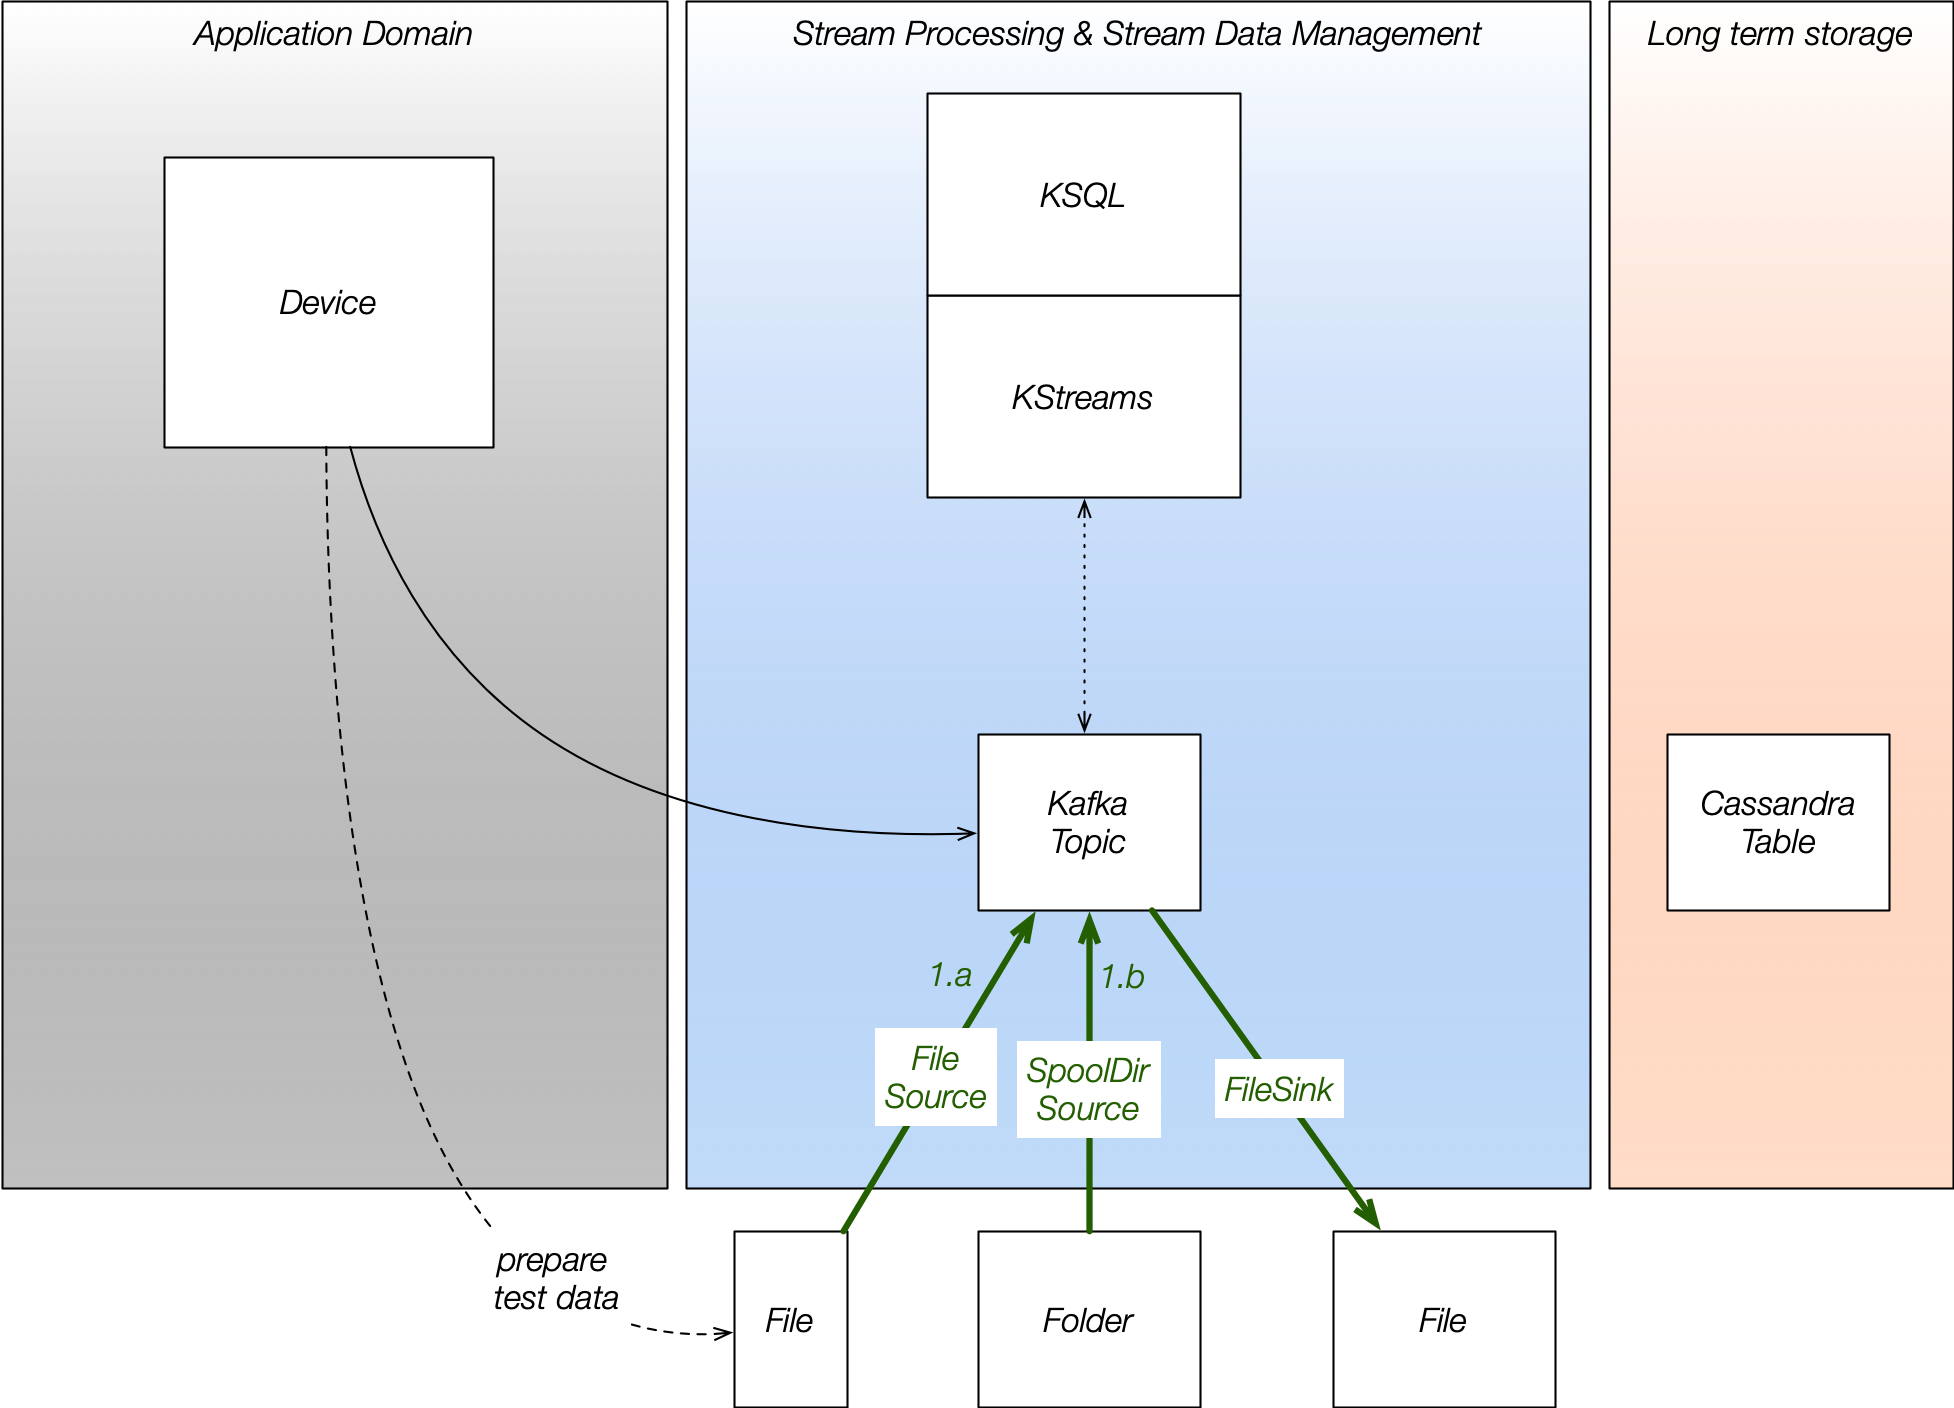 Application Domain
Stream Processing & Stream Data Management
Long term storage
KSQL
Device
KStreams
Kafka
Topic
Cassandra
Table
1.a
1.b
File
Source
SpoolDir
Source
FileSink
prepare
test data
File
Folder
File